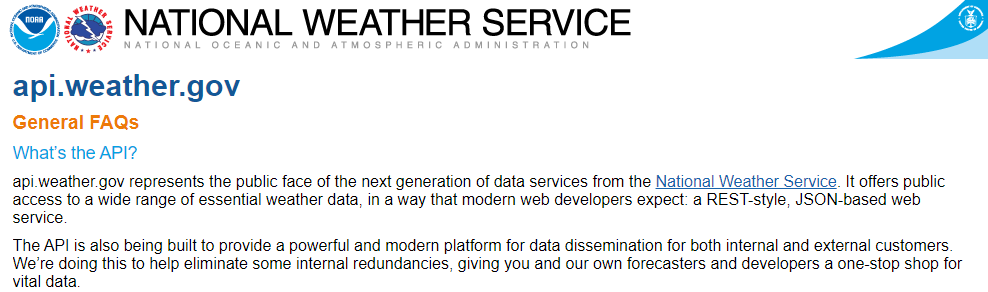 NOAA
NATIONAL WEATHER SERVICE
NATIONAL OCEANIC AND ATMOSPHERIC ADMINISTRATION
api.weather.gov
General FAQs
What's the API?
api.weather.gov represents the public face of the next generation of data services from the National Weather Service. It offers public
access to a wide range of essential weather data, in a way that modern web developers expect: a REST-style, JSON-based web
service.
The API is also being built to provide a powerful and modern platform for data dissemination for both internal and external customers.
We're doing this to help eliminate some internal redundancies, giving you and our own forecasters and developers a one-stop shop for
vital data.